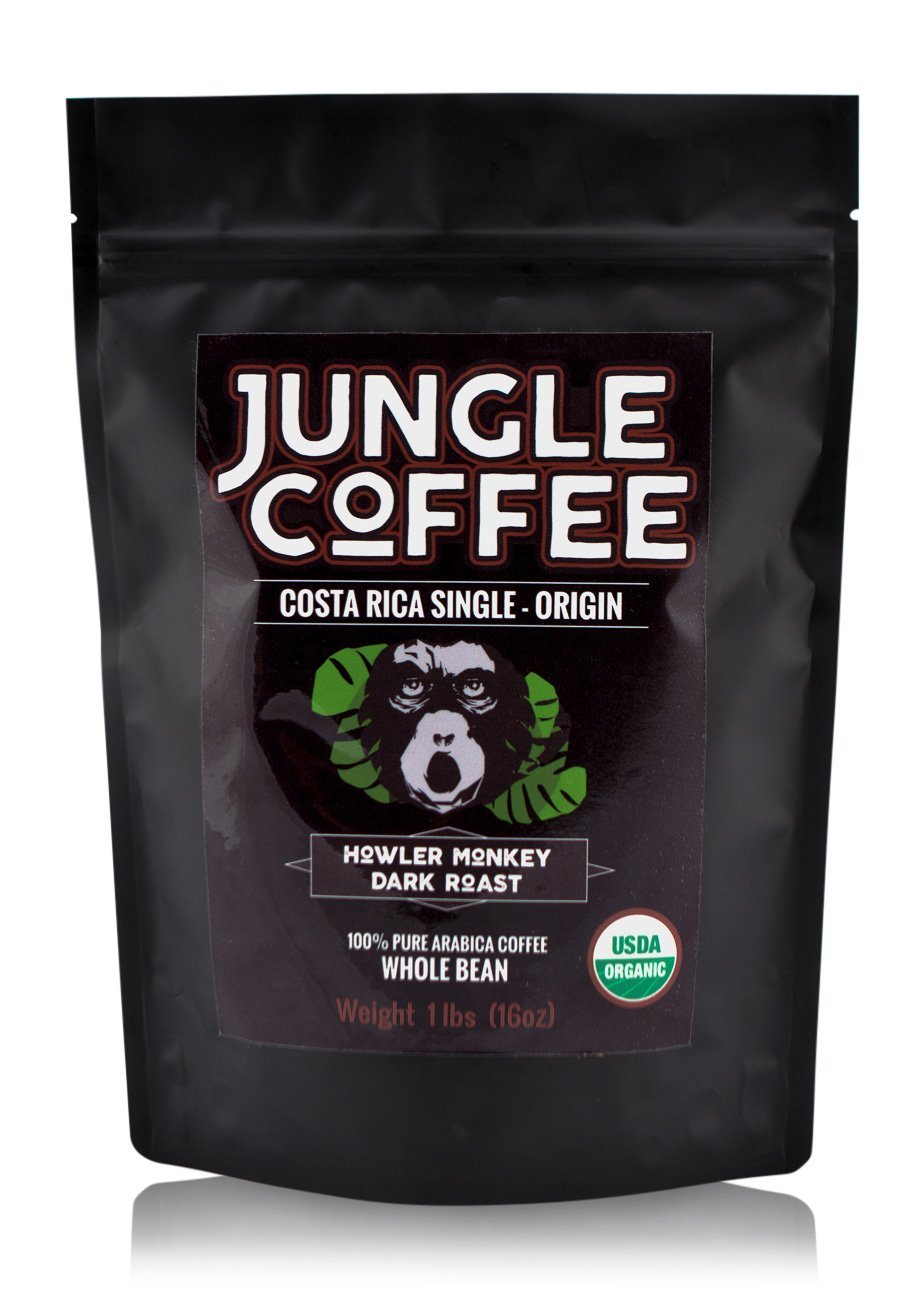 JUNGLE
COFFEE
COSTA RICA SINGLE - ORIGIN
HOWLER MONKEY
DARK ROAST
100% PURE ARABICA COFFEE
WHOLE BEAN
USDA
ORGANIC
Weight 1 lbs (16oz)